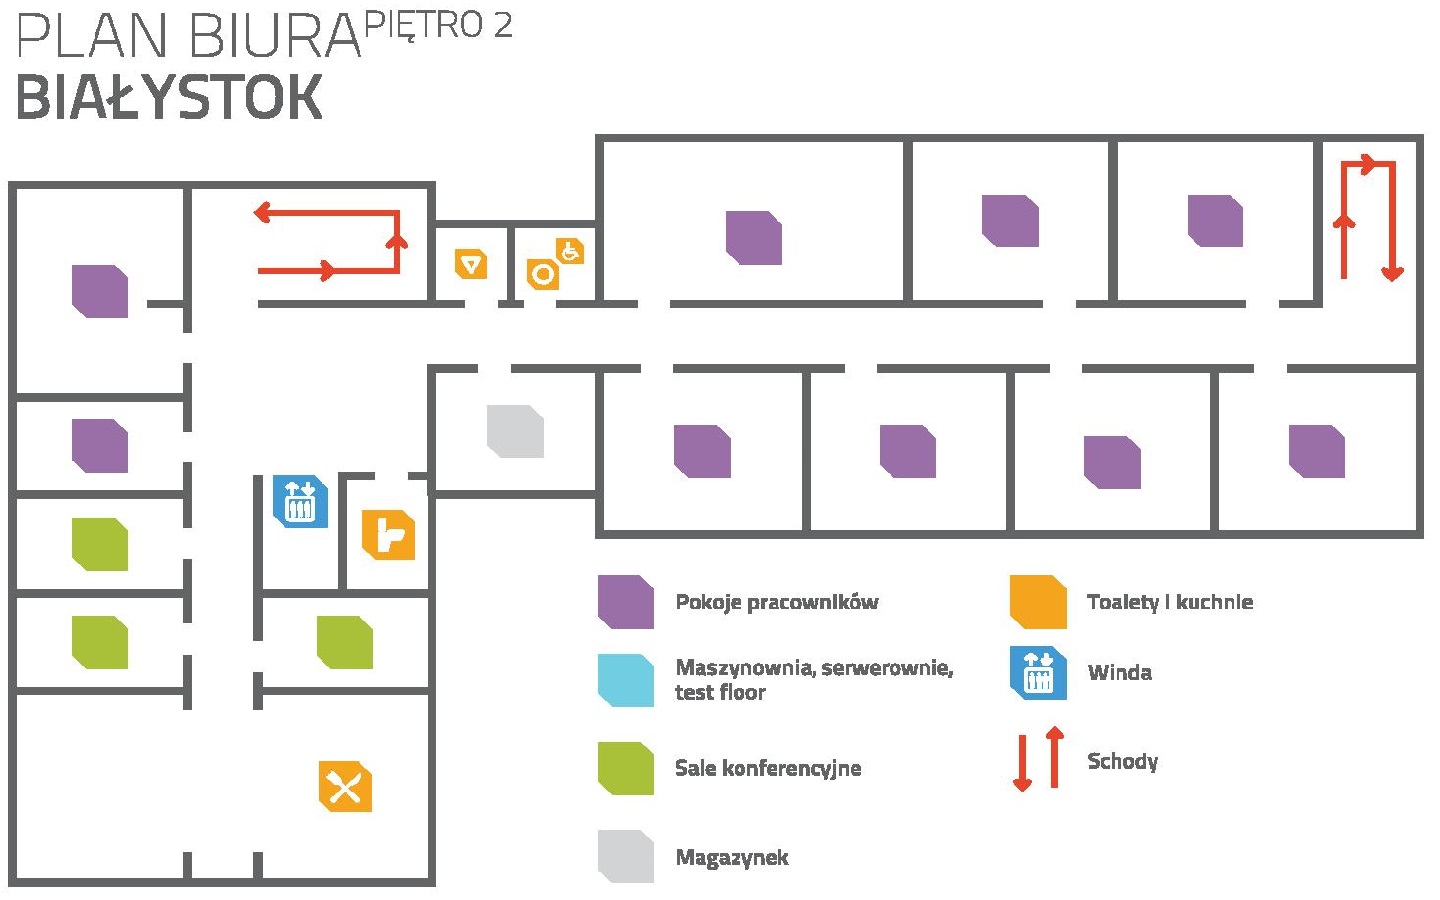 PLAN BIURA PIĘTRO 2
BIAŁYSTOK
Pokoje pracowników
Maszynownia, serwerownie,
test floor
Sale konferencyjne
Magazynek
Toalety i kuchnie
Winda
Schody